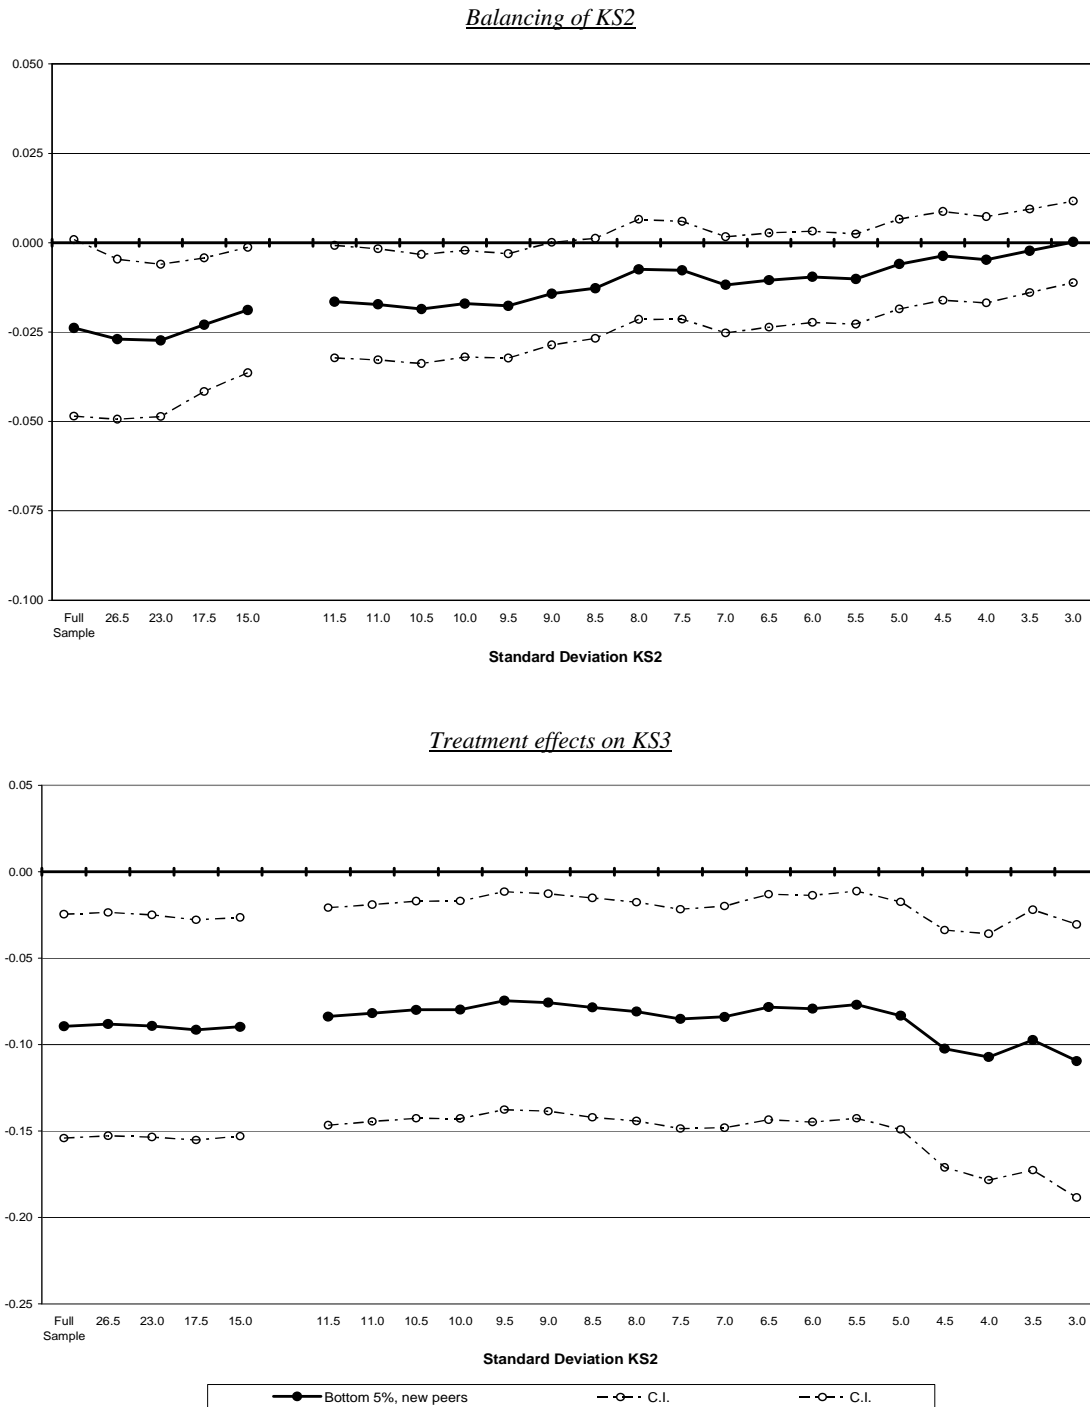 Balancing of KS2
0.050
0.025
0.000
-0.025
-0.050
-0.075
-0.100
Full Sample 26.5 23.0 17.5 15.0 11.5 11.0 10.5 10.0 9.5 9.0 8.5 8.0 7.5 7.0 6.5 6.0 5.5 5.0 4.5 4.0 3.5 3.0
Standard Deviation KS2
Treatment effects on KS3
0.05
0.00
-0.05
-0.10
-0.15
-0.20
-0.25
Full Sample 26.5 23.0 17.5 15.0 11.5 11.0 10.5 10.0 9.5 9.0 8.5 8.0 7.5 7.0 6.5 6.0 5.5 5.0 4.5 4.0 3.5 3.0
Standard Deviation KS2
Bottom 5%, new peers C.I. C.I.